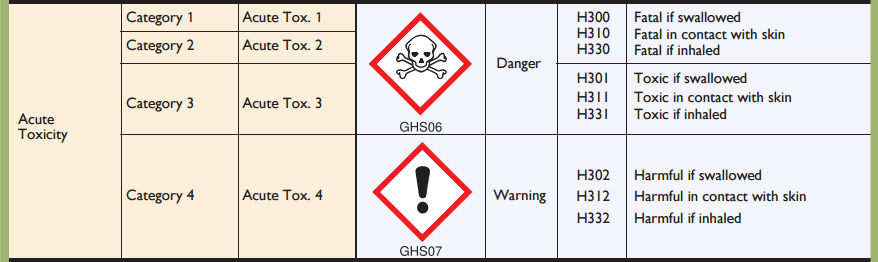 Acute
Toxicity
Category 1
Acute Tox. 1
Category 2
Acute Tox. 2
Category 3
Acute Tox. 3
GHS06
Danger
H300 Fatal if swallowed
H310 Fatal in contact with skin
H330 Fatal if inhaled
H301 Toxic if swallowed
H311 Toxic in contact with skin
H331 Toxic if inhaled
Category 4
Acute Tox. 4
GHS07
Warning
H302 Harmful if swallowed
H312 Harmful in contact with skin
H332 Harmful if inhaled